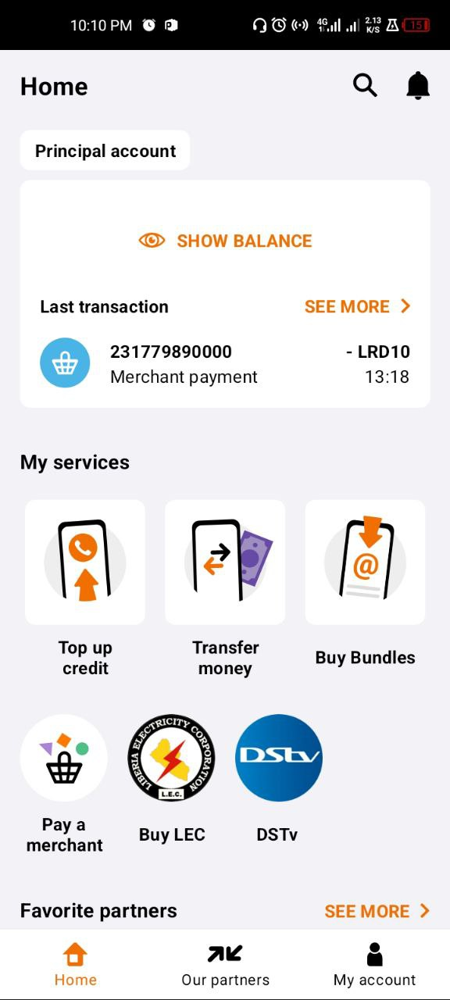 10:10 PM
4G 2.13 K/S 15
Home
Principal account
SHOW BALANCE
Last transaction
SEE MORE
231779890000
- LRD10
Merchant payment
13:18
My services
Top up
credit
Transfer
money
Buy Bundles
@
LIBERIA ELECTRICITY CORPORATION
L.E.C.
DStv
Pay a
merchant
Buy LEC
DSTv
Favorite partners
SEE MORE
Home
Our partners
My account